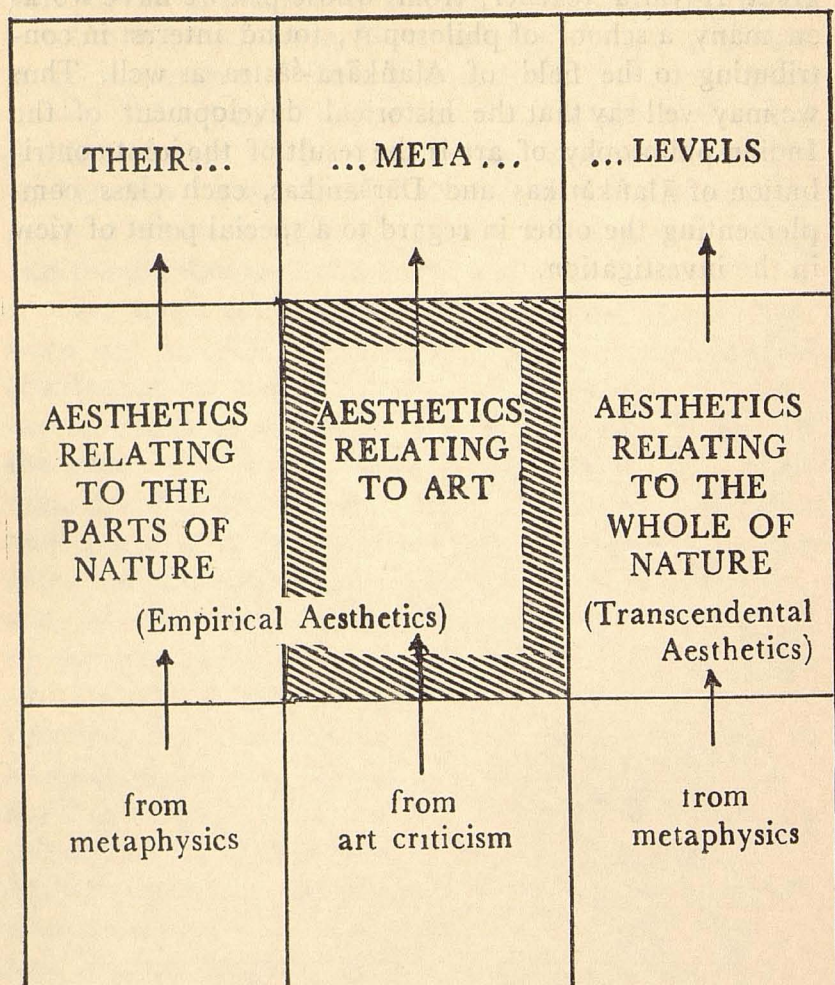 THEIR...
...META...
...LEVELS
AESTHETICS
RELATING
TO THE
PARTS OF
NATURE
AESTHETICS
RELATING
TO ART
AESTHETICS
RELATING
TO THE
WHOLE OF
NATURE
(Empirical Aesthetics)
(Transcendental
Aesthetics)
from
metaphysics
from
art criticism
from
metaphysics